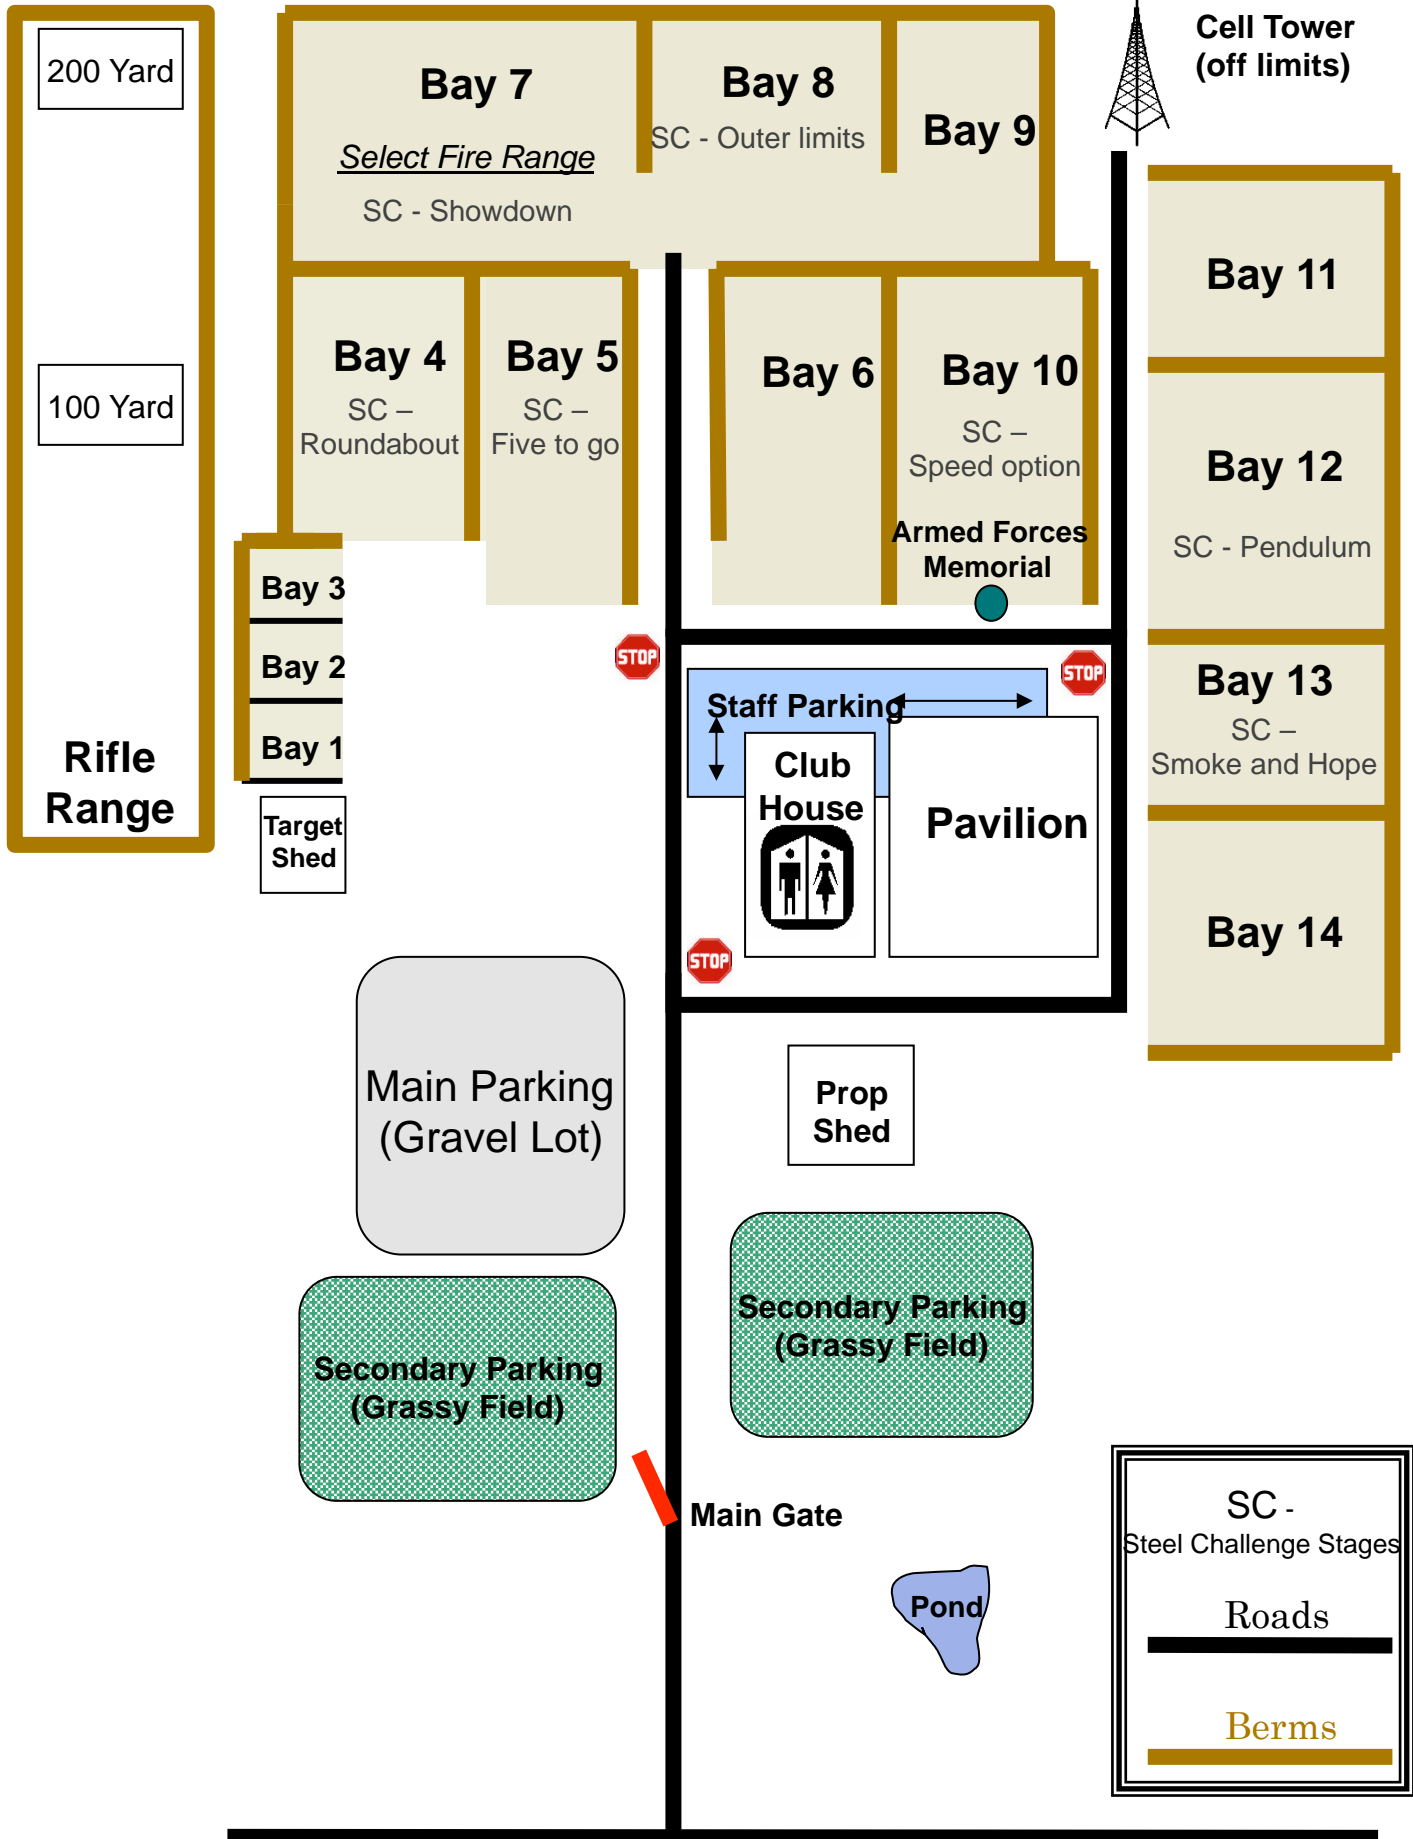 200 Yard
100 Yard
Rifle
Range
Bay 7
Select Fire Range
SC - Showdown
Bay 8
SC - Outer limits
Bay 9
Cell Tower
(off limits)
Bay 4
SC –
Roundabout
Bay 5
SC –
Five to go
Bay 6
Bay 10
SC –
Speed option
Armed Forces
Memorial
Bay 11
Bay 12
SC - Pendulum
Bay 13
SC –
Smoke and Hope
Bay 14
Bay 3
Bay 2
Bay 1
Target
Shed
STOP
STOP
STOP
Staff Parking
Club
House
Pavilion
Main Parking
(Gravel Lot)
Prop
Shed
Secondary Parking
(Grassy Field)
Secondary Parking
(Grassy Field)
Main Gate
Pond
SC -
Steel Challenge Stages
Roads
Berms